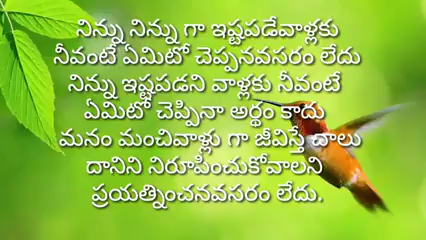 నిన్ను నిన్ను గా ఇష్టపడేవాళ్లకు
నీవంటే ఏమిటో చెప్పనవసరం లేదు
నిన్ను ఇష్టపడని వాళ్లకు నీవంటే
ఏమిటో చెప్పినా అర్థం కాదు
మనం మంచివాళ్లు గా జీవిస్తే చాలు
దానిని నిరూపించుకోవాలని
ప్రయత్నించనవసరం లేదు.